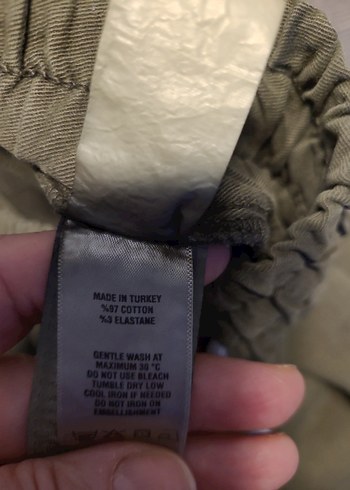 MADE IN TURKEY
%97 COTTON
%3 ELASTANE
GENTLE WASH AT
MAXIMUM 30 °C
DO NOT USE BLEACH
TUMBLE DRY LOW
COOL IRON IF NEEDED
DO NOT IRON ON
EMBELLISHMENT